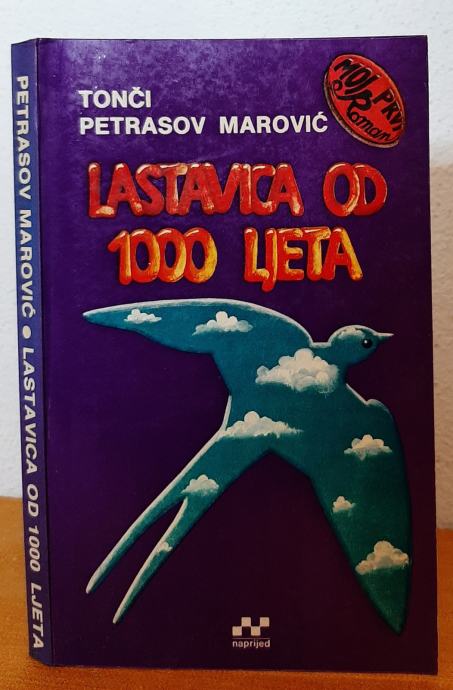 PETRASOV MAROVIĆ • LASTAVICA OD 1000 LJETA
TONČI
PETRASOV MAROVIĆ
MOJ PRVI
Roman
LASTAVICA OD
1000 LJETA
naprijed